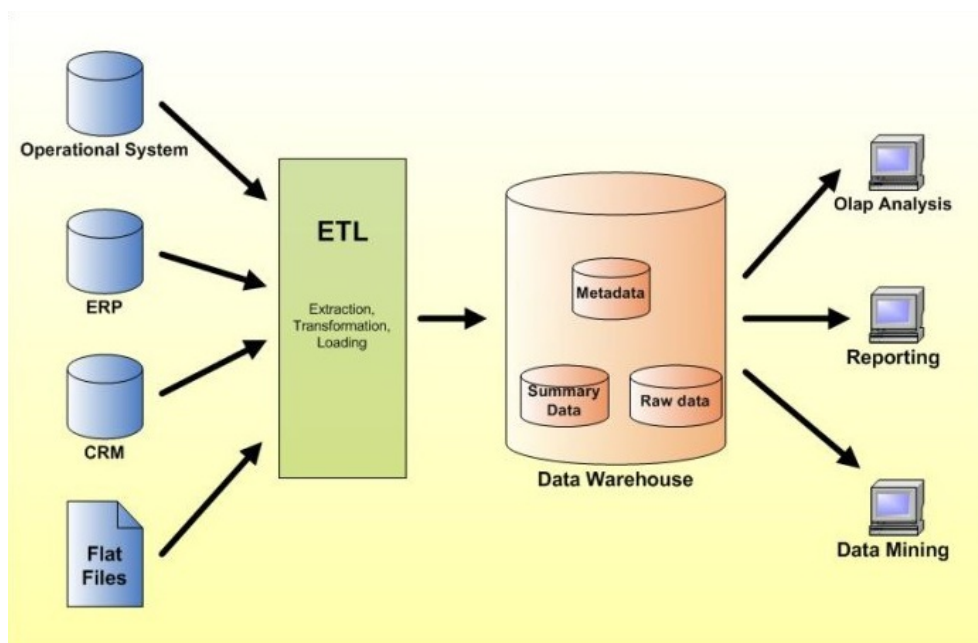 Operational System
ERP
CRM
Flat
Files
ETL
Extraction,
Transformation,
Loading
Metadata
Summary
Data
Raw data
Data Warehouse
Olap Analysis
Reporting
Data Mining